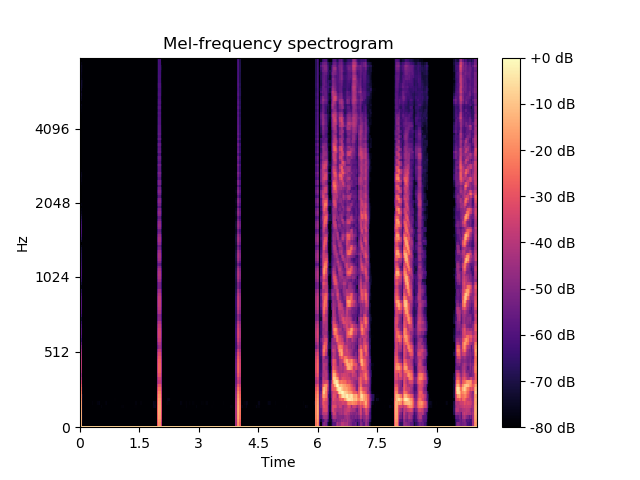 Mel-frequency spectrogram
Hz
4096
2048
1024
512
0
0 1.5 3 4.5 6 7.5 9
Time
+0 dB
-10 dB
-20 dB
-30 dB
-40 dB
-50 dB
-60 dB
-70 dB
-80 dB